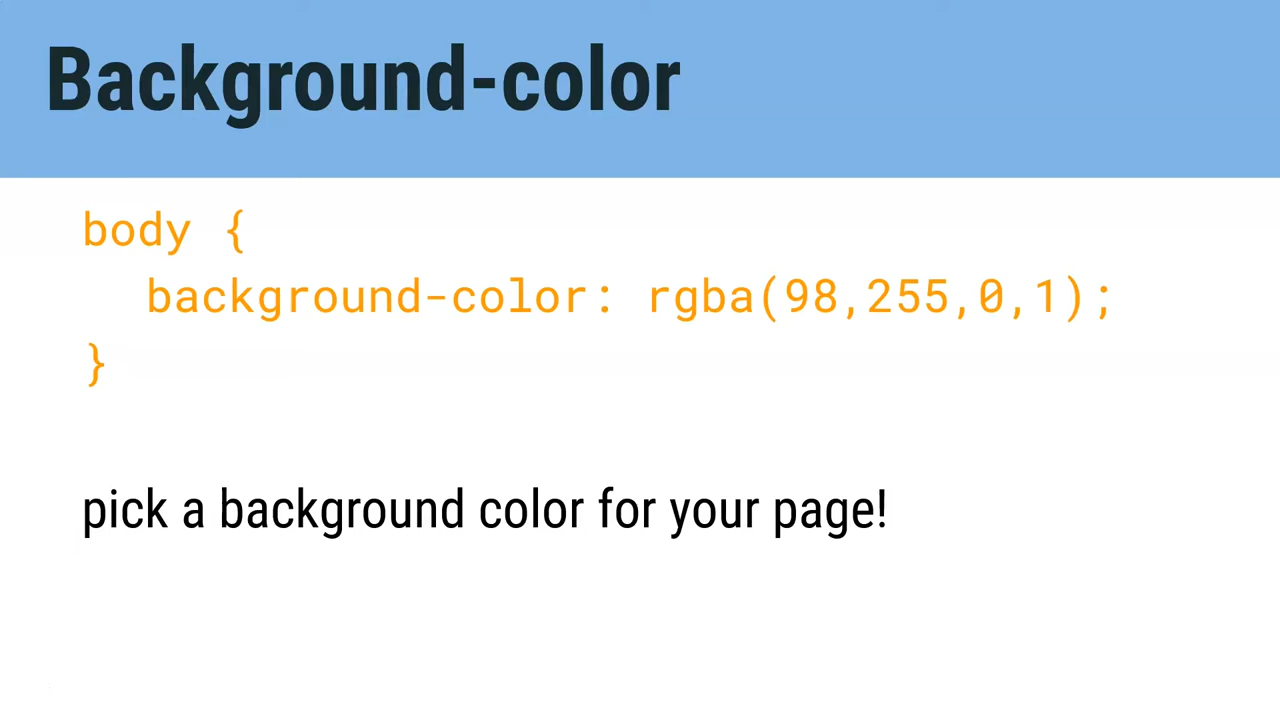 Background-color
body {
background-color: rgba(98,255,0,1);
}
pick a background color for your page!